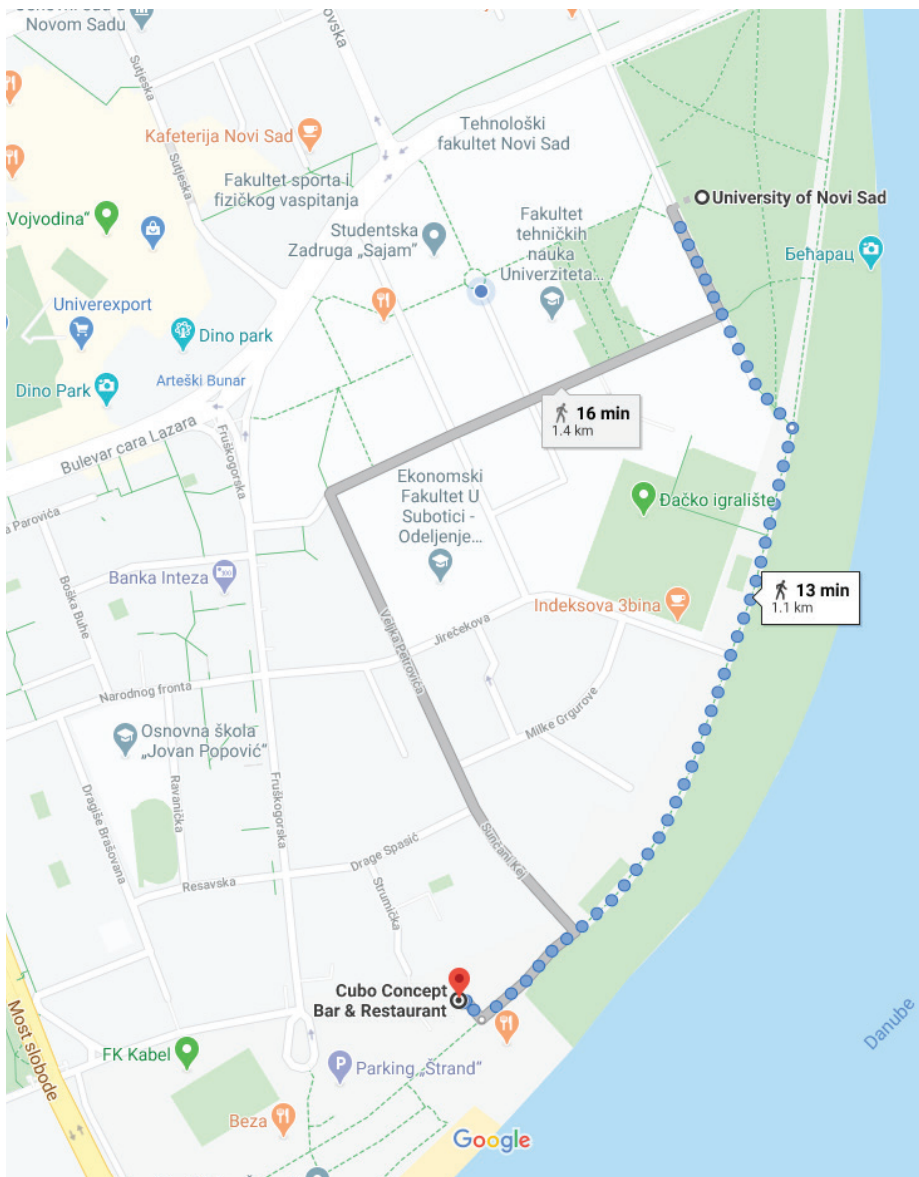 Novom Sadu
Sutjeska
Sutjeska
Kafeterija Novi Sad
Tehnološki
fakultet Novi Sad
Fakultet sporta i
fizičkog vaspitanja
University of Novi Sad
Vojvodina“
Studentska
Zadruga „Sajam“
Fakultet
tehničkih
nauka
Univerziteta...
Бећарац
Univerexport
Dino park
Arteški Bunar
Dino Park
16 min
1.4 km
Bulevar cara Lazara
Fruškogorska
Ekonomski
Fakultet U
Subotici -
Odeljenje...
Đačko igralište
a Parovića
Banka Inteza
Boška Buhe
Indeksova 3bina
13 min
1.1 km
Veljka Petrovića
Jirečekova
Narodnog fronta
Milke Grgurove
Osnovna škola
„Jovan Popović“
Ravanička
Fruškogorska
Dragiše Brašovana
Sunčani Kej
Drage Spasić
Resavska
Strumička
Cubo Concept
Bar & Restaurant
Most slobode
Danube
FK Kabel
P
Parking „Štrand“
Beza
Google